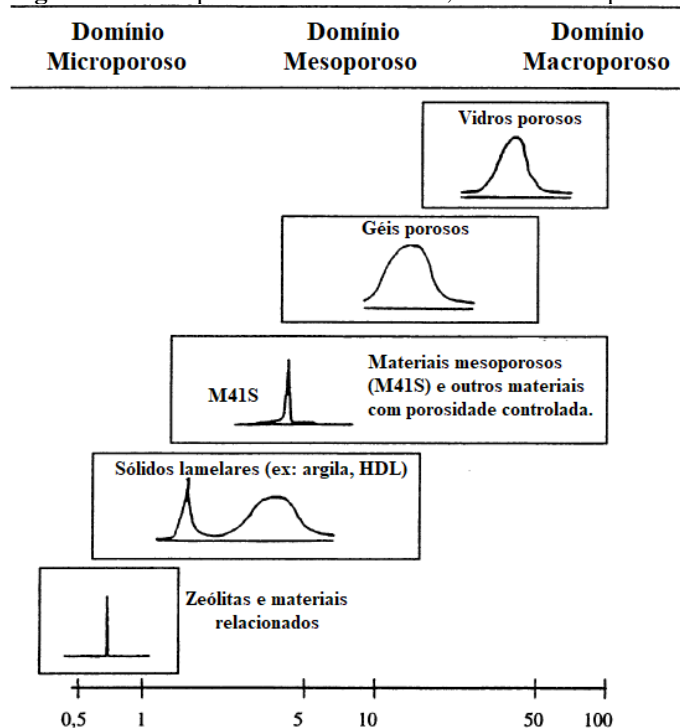 Domínio Microporoso
Domínio Mesoporoso
Domínio Macroporoso
Vidros porosos
Géis porosos
M41S
Materiais mesoporosos
(M41S) e outros materiais
com porosidade controlada.
Sólidos lamelares (ex: argila, HDL)
Zeólitas e materiais
relacionados
0,5 1 5 10 50 100